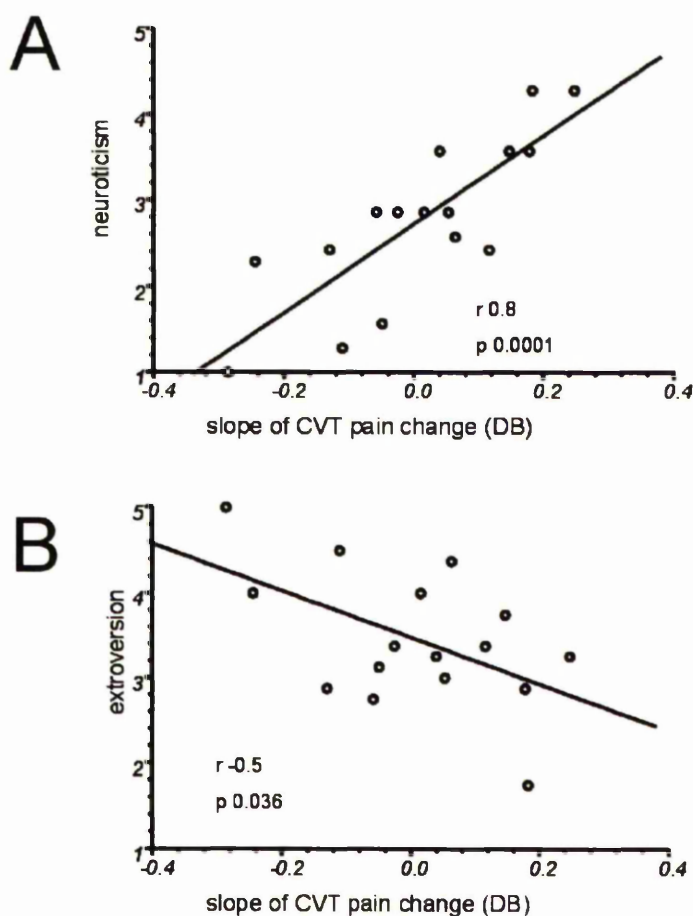 A
5
neuroticism
4
3
2
r 0.8
p 0.0001
1
-0.4 -0.2 0.0 0.2 0.4
slope of CVT pain change (DB)
B
5
extroversion
4
3
2
r -0.5
p 0.036
1
-0.4 -0.2 0.0 0.2 0.4
slope of CVT pain change (DB)